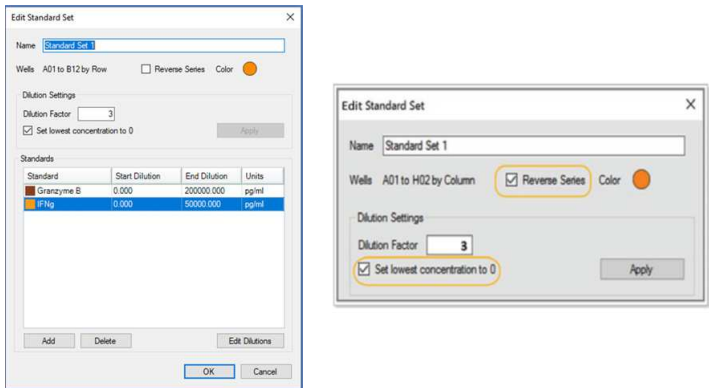 Edit Standard Set
Name Standard Set 1
Wells A01 to B12 by Row Reverse Series Color
Dilution Settings
Dilution Factor 3
Set lowest concentration to 0 Apply
Standards
Standard Start Dilution End Dilution Units
Granzyme B 0.000 200000.000 pg/ml
IFNg 0.000 50000.000 pg/ml
Add Delete Edit Dilutions
OK Cancel
Edit Standard Set
Name Standard Set 1
Wells A01 to H02 by Column Reverse Series Color
Dilution Settings
Dilution Factor 3
Set lowest concentration to 0 Apply